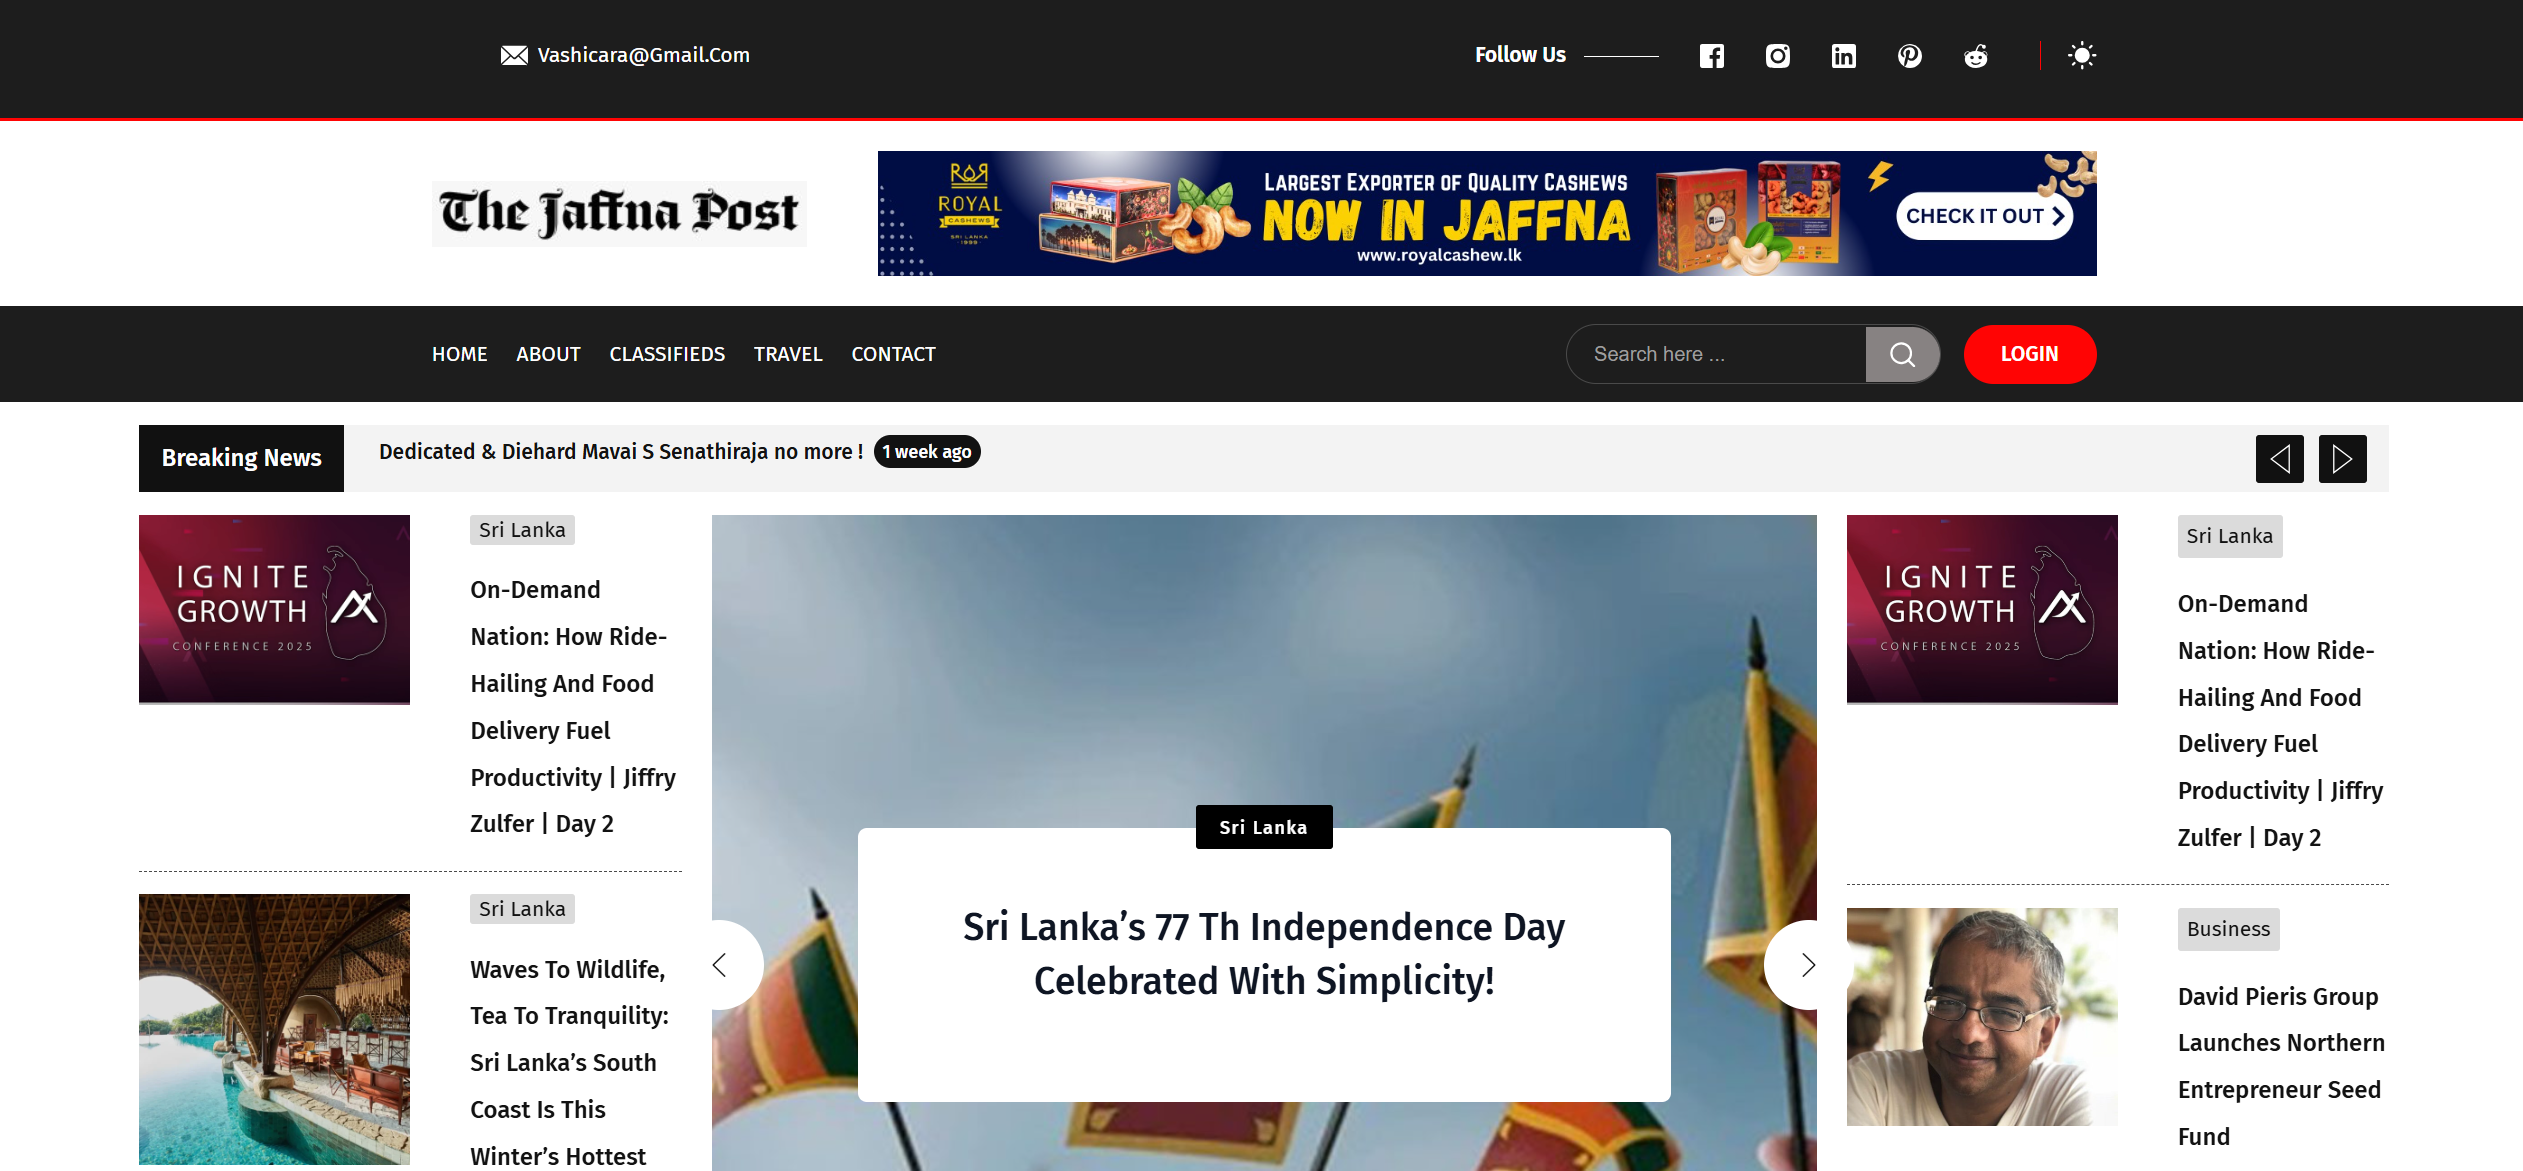 Vashicara@Gmail.Com
Follow Us
The Jaffna Post
ROYAL
CASHEWS
SRI LANKA
1999
LARGEST EXPORTER OF QUALITY CASHEWS
NOW IN JAFFNA
www.royalcashew.lk
CHECK IT OUT
HOME ABOUT CLASSIFIEDS TRAVEL CONTACT
Search here ...
LOGIN
Breaking News
Dedicated & Diehard Mavai S Senathiraja no more ! 1 week ago
IGNITE
GROWTH
CONFERENCE 2025
Sri Lanka
On-Demand
Nation: How Ride-
Hailing And Food
Delivery Fuel
Productivity | Jiffry
Zulfer | Day 2
Sri Lanka
Waves To Wildlife,
Tea To Tranquility:
Sri Lanka’s South
Coast Is This
Winter’s Hottest
Sri Lanka
Sri Lanka’s 77 Th Independence Day
Celebrated With Simplicity!
IGNITE
GROWTH
CONFERENCE 2025
Sri Lanka
On-Demand
Nation: How Ride-
Hailing And Food
Delivery Fuel
Productivity | Jiffry
Zulfer | Day 2
Business
David Pieris Group
Launches Northern
Entrepreneur Seed
Fund